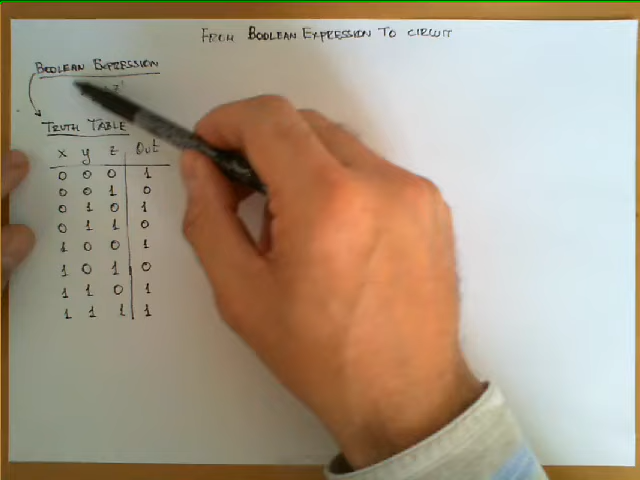 FROM BOOLEAN EXPRESSION TO CIRCUIT
BOOLEAN EXPRESSION
TRUTH TABLE
x y z Out
0 0 0 1
0 0 1 0
0 1 0 1
0 1 1 0
1 0 0 1
1 0 1 0
1 1 0 1
1 1 1 1